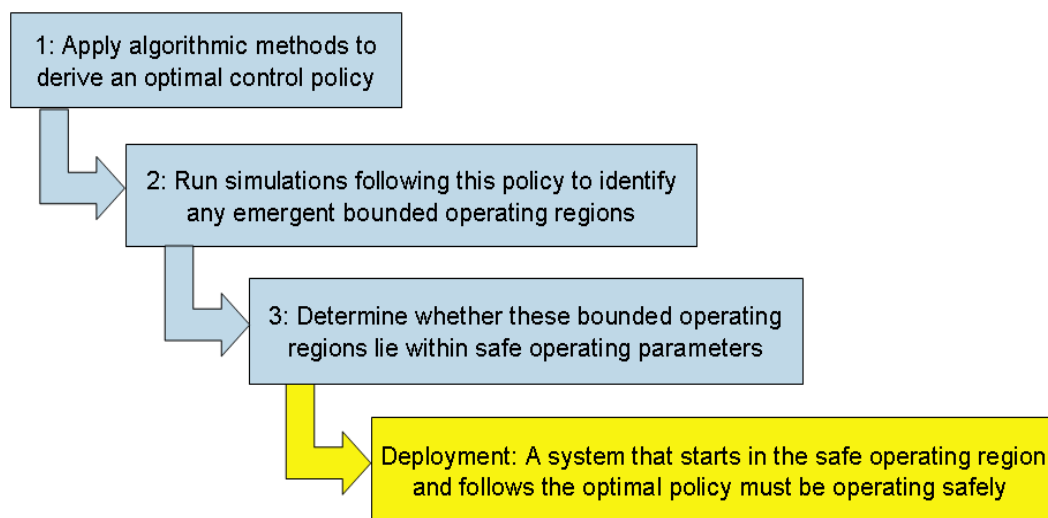 1: Apply algorithmic methods to
derive an optimal control policy
2: Run simulations following this policy to identify
any emergent bounded operating regions
3: Determine whether these bounded operating
regions lie within safe operating parameters
Deployment: A system that starts in the safe operating region
and follows the optimal policy must be operating safely